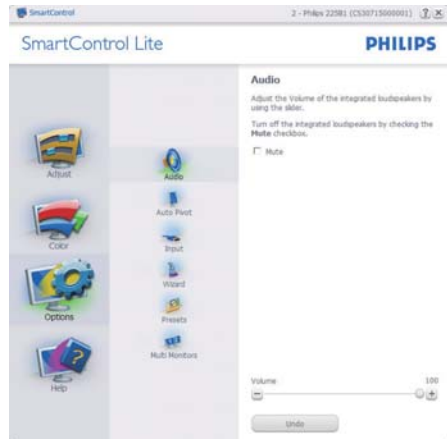 SmartControl
2 - Philips 225B1 (CS30715000001)
SmartControl Lite
PHILIPS
Adjust
Color
Options
Help
Audio
Auto Pivot
Input
Wizard
Presets
Multi Monitors
Audio
Adjust the Volume of the integrated loudspeakers by
using the slider.
Turn off the integrated loudspeakers by checking the
Mute checkbox.
Mute
Volume 100
Undo